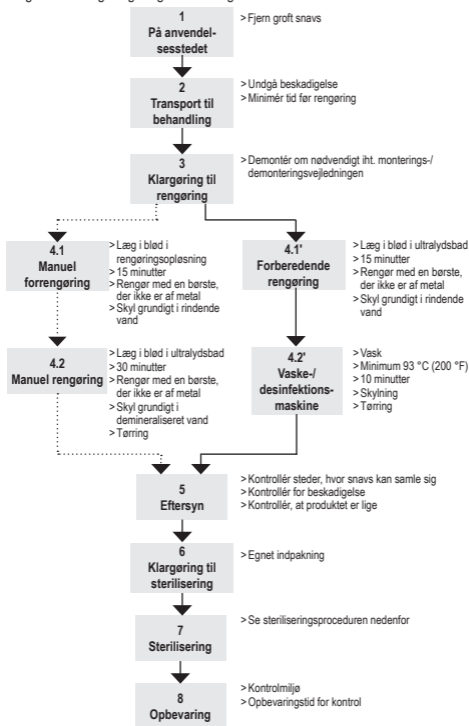 1
På anvendel-
sesstedet
> Fjern groft snavs
2
Transport til
behandling
> Undgå beskadigelse
> Minimér tid før rengøring
3
Klargøring til
rengøring
> Demontér om nødvendigt iht. monterings-/
demonteringsvejledningen
4.1
Manuel
forrengøring
> Læg i blød i
rengøringsopløsning
> 15 minutter
> Rengør med en børste,
der ikke er af metal
> Skyl grundigt i rindende
vand
4.1'
Forberedende
rengøring
> Læg i blød i ultralydsbad
> 15 minutter
> Rengør med en børste,
der ikke er af metal
> Skyl grundigt i rindende
vand
4.2
Manuel rengøring
> Læg i blød i ultralydsbad
> 30 minutter
> Rengør med en børste,
der ikke er af metal
> Skyl grundigt i
demineraliseret vand
> Tørring
4.2'
Vaske-/
desinfektions-
maskine
> Vask
> Minimum 93 °C (200 °F)
> 10 minutter
> Skylning
> Tørring
5
Eftersyn
> Kontrollér steder, hvor snavs kan samle sig
> Kontrollér for beskadigelse
> Kontrollér, at produktet er lige
6
Klargøring til
sterilisering
> Egnet indpakning
7
Sterilisering
> Se steriliseringsproceduren nedenfor
8
Opbevaring
> Kontrolmiljø
> Opbevaringstid for kontrol